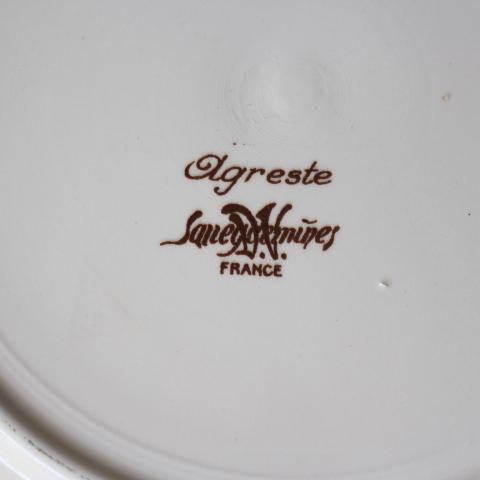 Agreste
Sarreguemines
D.V.
FRANCE